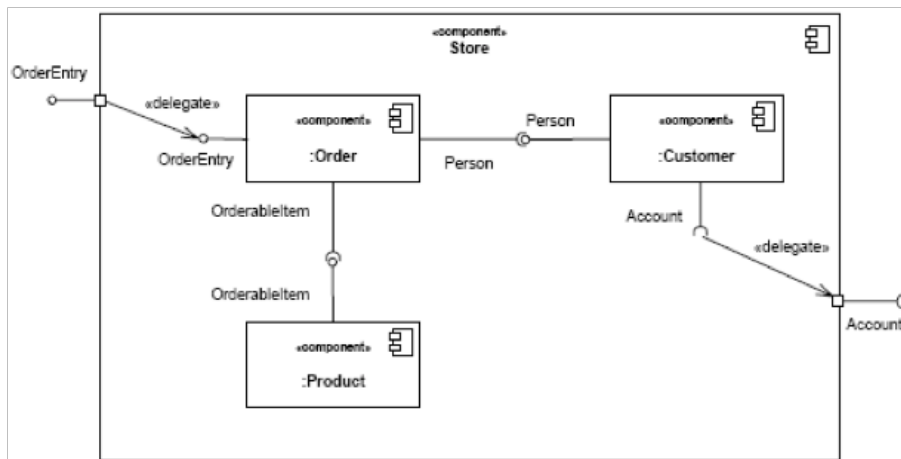 «component»
Store
OrderEntry
«delegate»
OrderEntry
«component»
:Order
Person
Person
«component»
:Customer
OrderableItem
Account
«delegate»
OrderableItem
Account
«component»
:Product